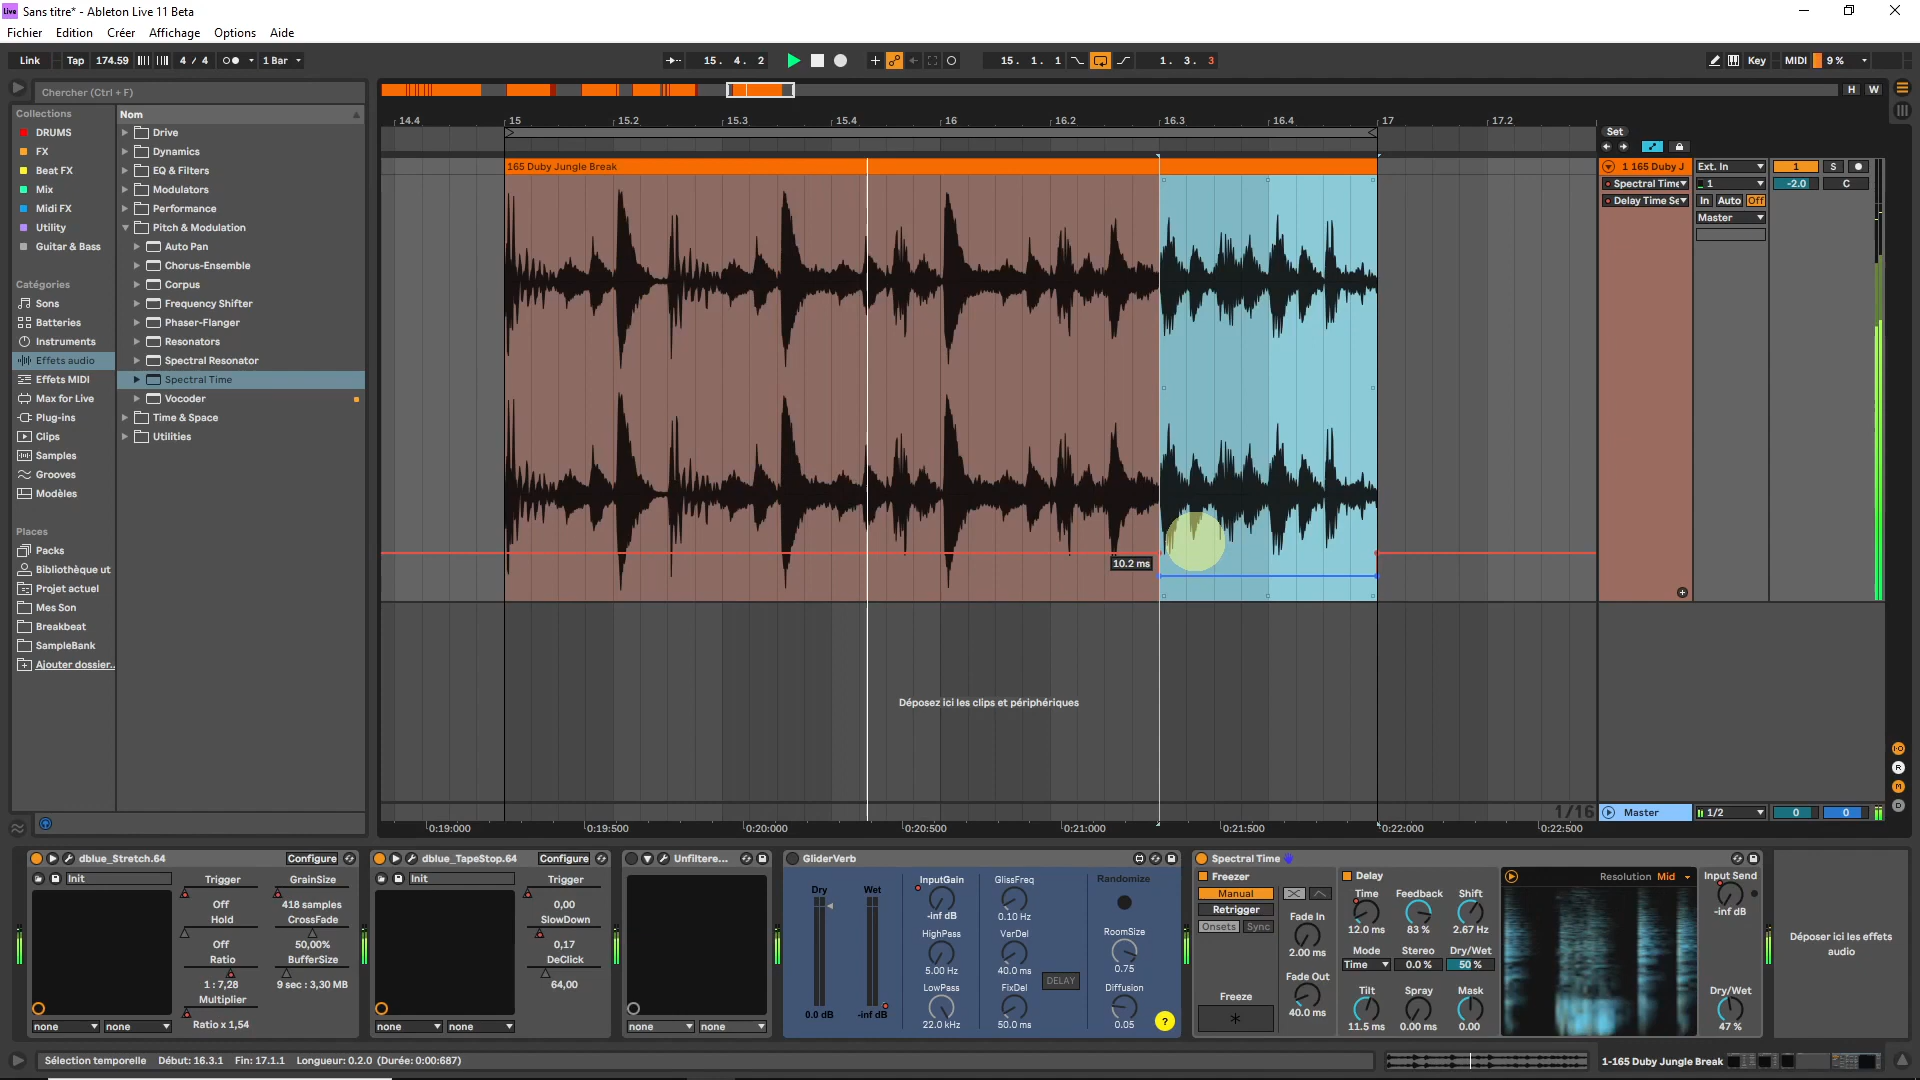 Live Sans titre* - Ableton Live 11 Beta
Fichier Edition Créer Affichage Options Aide
Link Tap 174.59 4 / 4 1 Bar 15. 4. 2 15. 1. 1 1. 3. 3 Key MIDI 9 %
Chercher (Ctrl + F)
H W
Collections
DRUMS
FX
Beat FX
Mix
Midi FX
Utility
Guitar & Bass
Catégories
Sons
Batteries
Instruments
Effets audio
Effets MIDI
Max for Live
Plug-ins
Clips
Samples
Grooves
Modèles
Places
Packs
Bibliothèque ut
Projet actuel
Mes Son
Breakbeat
SampleBank
Ajouter dossier..
Nom
Drive
Dynamics
EQ & Filters
Modulators
Performance
Pitch & Modulation
Auto Pan
Chorus-Ensemble
Corpus
Frequency Shifter
Phaser-Flanger
Resonators
Spectral Resonator
Spectral Time
Vocoder
Time & Space
Utilities
14.4 15 15.2 15.3 15.4 16 16.2 16.3 16.4 17 17.2
Set
165 Duby Jungle Break
1 165 Duby J Ext. In 1 S
Spectral Time 1 -2.0 C
Delay Time Se In Auto Off
Master
10.2 ms
Déposez ici les clips et périphériques
1/16
Master 1/2 0 0
0:19:000 0:19:500 0:20:000 0:20:500 0:21:000 0:21:500 0:22:000 0:22:500
I·O
R
M
D
dblue_Stretch.64 Configure
Init
Trigger GrainSize
Off 418 samples
Hold CrossFade
Off 50,00%
Ratio BufferSize
1 : 7,28 9 sec : 3,30 MB
Multiplier
Ratio x 1,54
none none
dblue_TapeStop.64 Configure
Init
Trigger
0,00
SlowDown
0,17
DeClick
64,00
none none
Unfiltere...
none none
GliderVerb
Dry Wet
0.0 dB -inf dB
InputGain GlissFreq Randomize
-inf dB 0.10 Hz
HighPass VarDel RoomSize
5.00 Hz 40.0 ms DELAY 0.75
LowPass FixDel Diffusion
22.0 kHz 50.0 ms 0.05
?
Spectral Time
Freezer
Manual
Retrigger
Onsets Sync
Fade In
2.00 ms
Fade Out
40.0 ms
Freeze
*
Delay
Time Feedback Shift
12.0 ms 83 % 2.67 Hz
Mode Stereo Dry/Wet
Time 0.0 % 50 %
Tilt Spray Mask
11.5 ms 0.00 ms 0.00
Resolution Mid
Input Send
-inf dB
Dry/Wet
47 %
Déposer ici les effets
audio
Sélection temporelle Début: 16.3.1 Fin: 17.1.1 Longueur: 0.2.0 (Durée: 0:00:687)
1-165 Duby Jungle Break